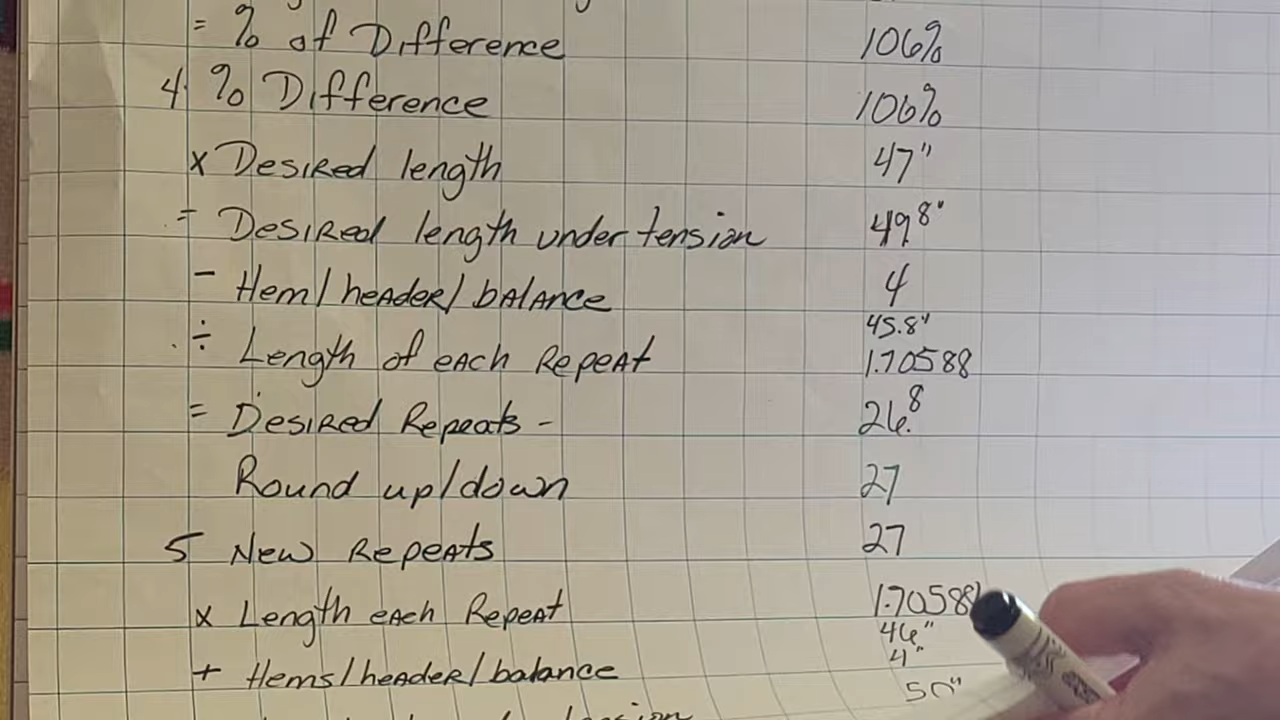 = % of Difference 106%
4. % Difference 106%
x Desired length 47"
= Desired length under tension 49.8"
- Hem/header/balance 4
45.8"
÷ Length of each Repeat 1.70588
= Desired Repeats - 26.8
Round up/down 27
5 New Repeats 27
x Length each Repeat 1.70588
46"
+ Hems/header/balance 4"
50"
tension